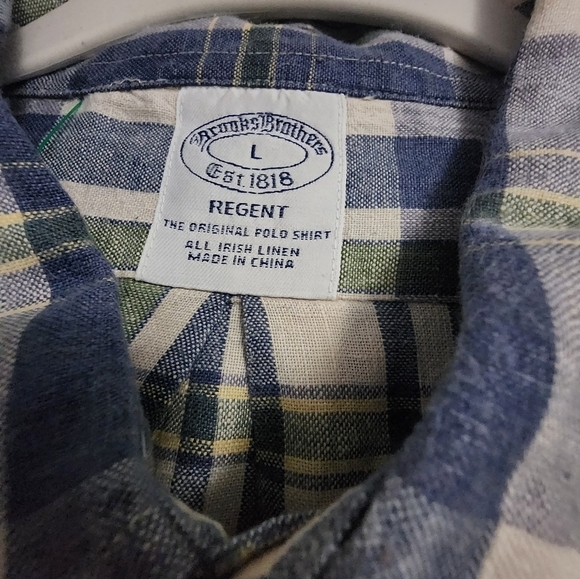 Brooks Brothers
L
Est. 1818
REGENT
THE ORIGINAL POLO SHIRT
ALL IRISH LINEN
MADE IN CHINA